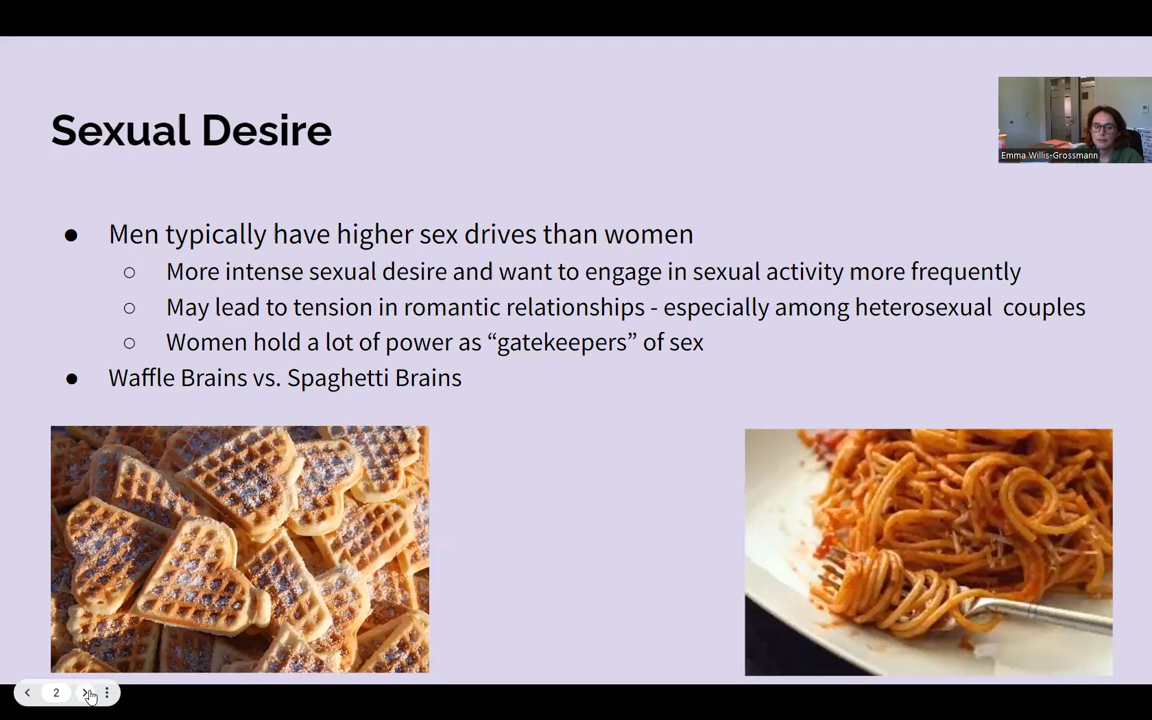 Sexual Desire
Emma Willis-Grossmann
● Men typically have higher sex drives than women
○ More intense sexual desire and want to engage in sexual activity more frequently
○ May lead to tension in romantic relationships - especially among heterosexual  couples
○ Women hold a lot of power as “gatekeepers” of sex
● Waffle Brains vs. Spaghetti Brains
2